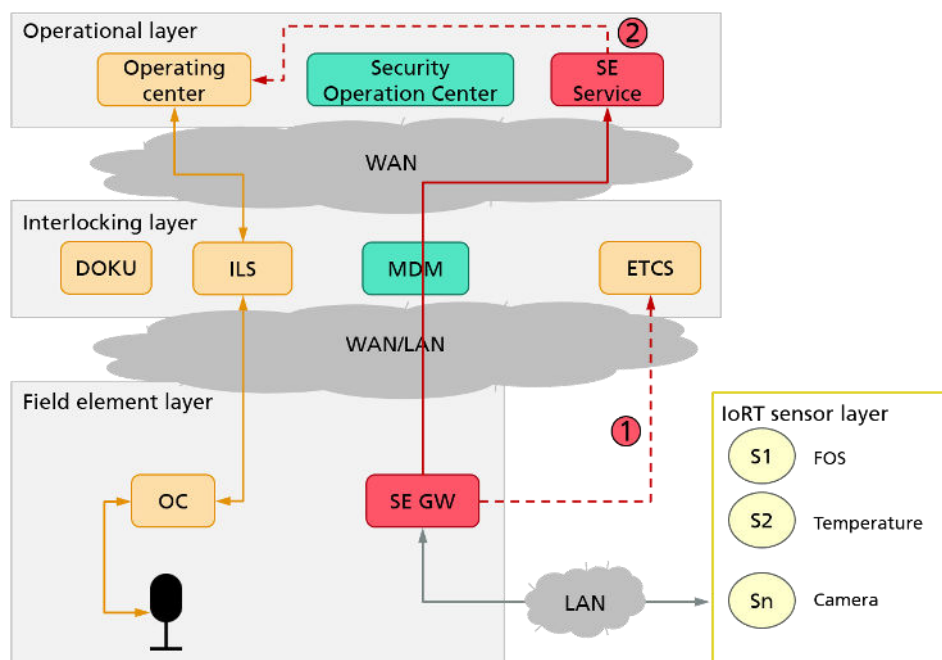 Operational layer
2
Operating
center
Security
Operation Center
SE
Service
WAN
Interlocking layer
DOKU
ILS
MDM
ETCS
WAN/LAN
Field element layer
1
IoRT sensor layer
S1
FOS
OC
SE GW
S2
Temperature
LAN
Sn
Camera